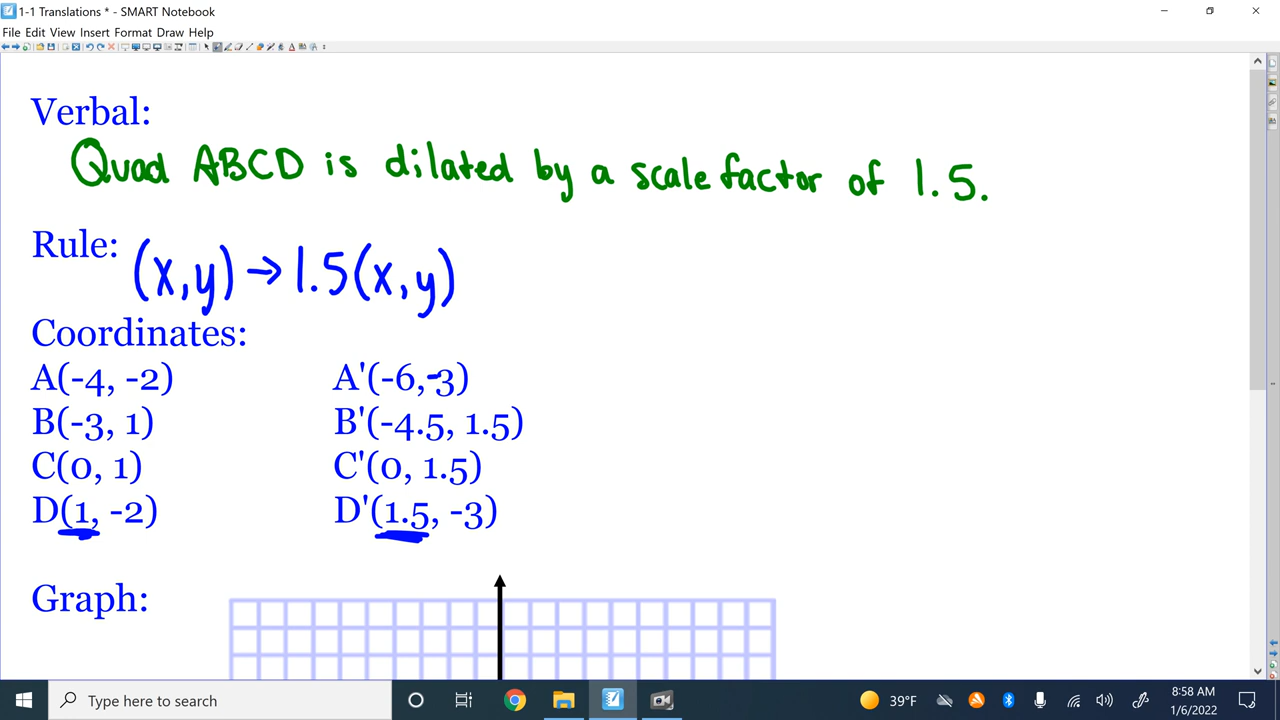 1-1 Translations * - SMART Notebook
File Edit View Insert Format Draw Help
Verbal:
Quad ABCD is dilated by a scale factor of 1.5.
Rule: (x,y)→1.5(x,y)
Coordinates:
A(-4, -2) A'(-6,-3)
B(-3, 1) B'(-4.5, 1.5)
C(0, 1) C'(0, 1.5)
D(1, -2) D'(1.5, -3)
Graph:
Type here to search
39°F
8:58 AM
1/6/2022